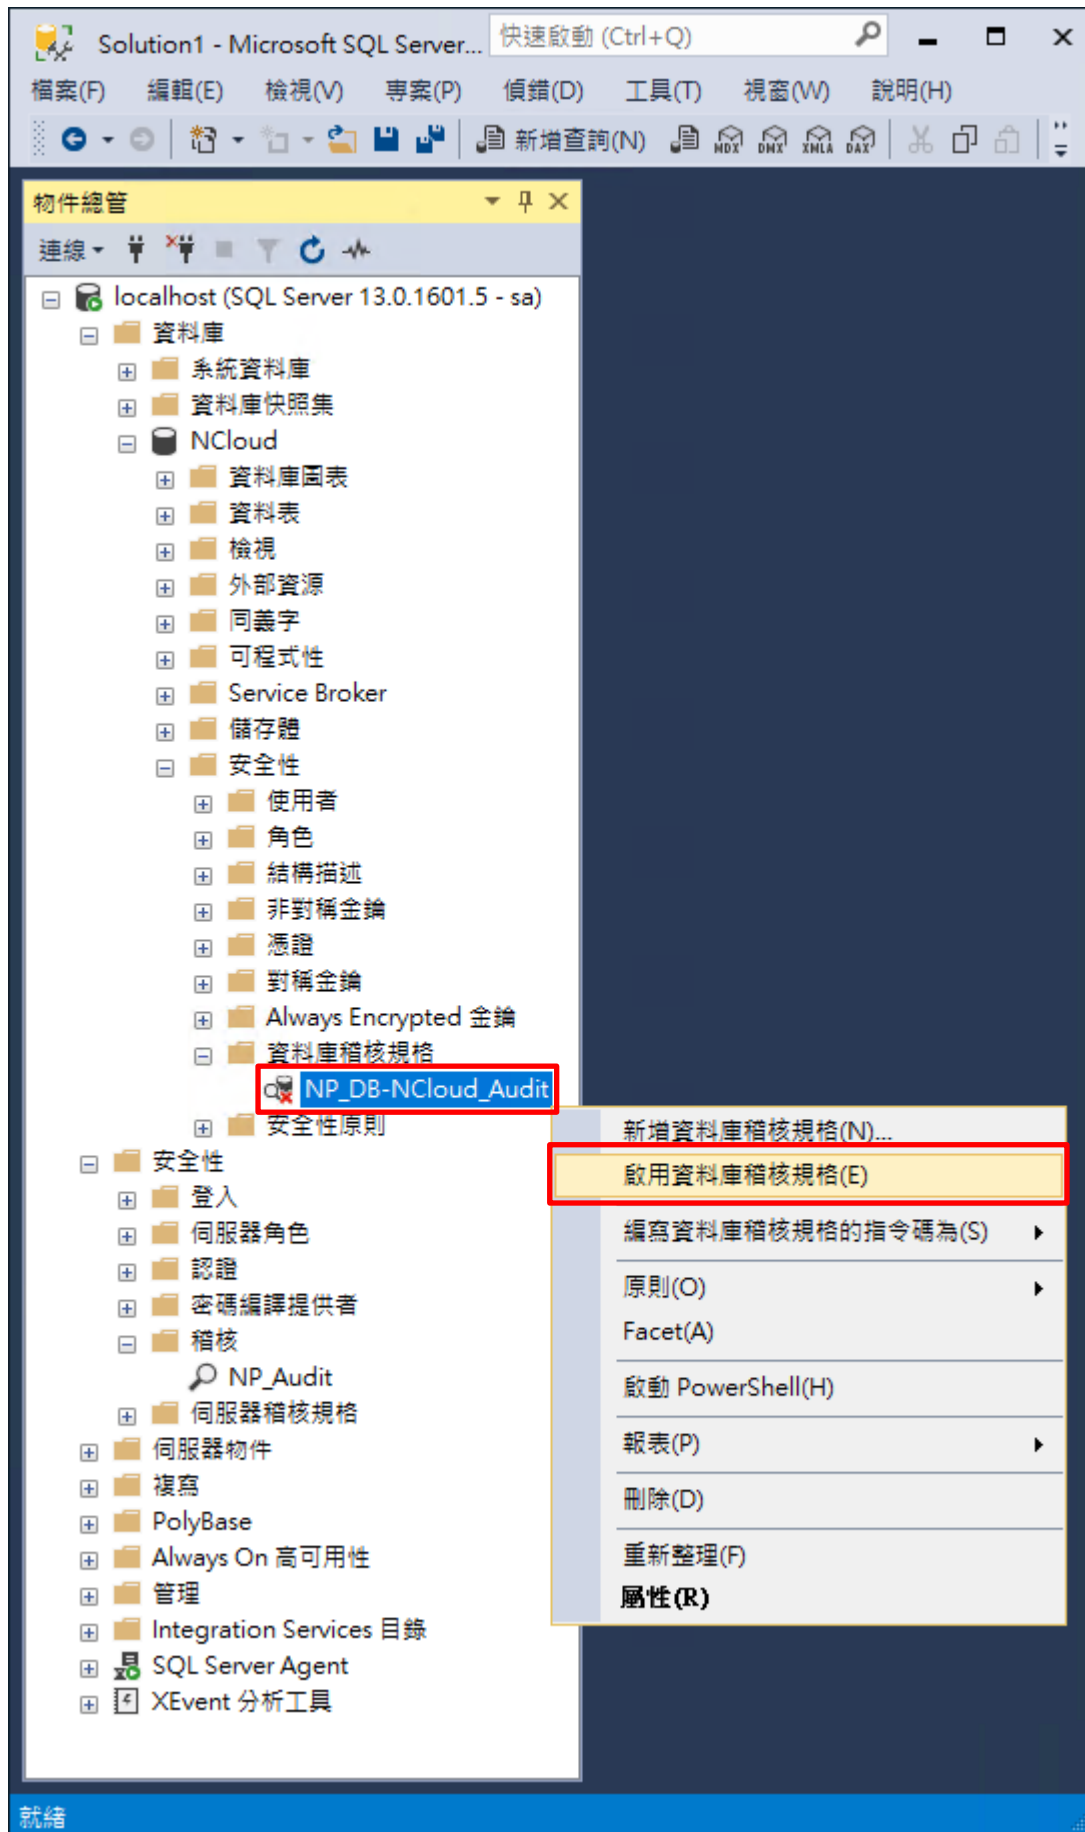 Solution1 - Microsoft SQL Server...
快速啟動 (Ctrl+Q)
檔案(F) 編輯(E) 檢視(V) 專案(P) 偵錯(D) 工具(T) 視窗(W) 說明(H)
新增查詢(N) MDX DMX XMLA DAX
物件總管
連線
localhost (SQL Server 13.0.1601.5 - sa)
資料庫
系統資料庫
資料庫快照集
NCloud
資料庫圖表
資料表
檢視
外部資源
同義字
可程式性
Service Broker
儲存體
安全性
使用者
角色
結構描述
非對稱金鑰
憑證
對稱金鑰
Always Encrypted 金鑰
資料庫稽核規格
NP_DB-NCloud_Audit
安全性原則
安全性
登入
伺服器角色
認證
密碼編譯提供者
稽核
NP_Audit
伺服器稽核規格
伺服器物件
複寫
PolyBase
Always On 高可用性
管理
Integration Services 目錄
SQL Server Agent
XEvent 分析工具
新增資料庫稽核規格(N)...
啟用資料庫稽核規格(E)
編寫資料庫稽核規格的指令碼為(S)
原則(O)
Facet(A)
啟動 PowerShell(H)
報表(P)
刪除(D)
重新整理(F)
屬性(R)
就緒